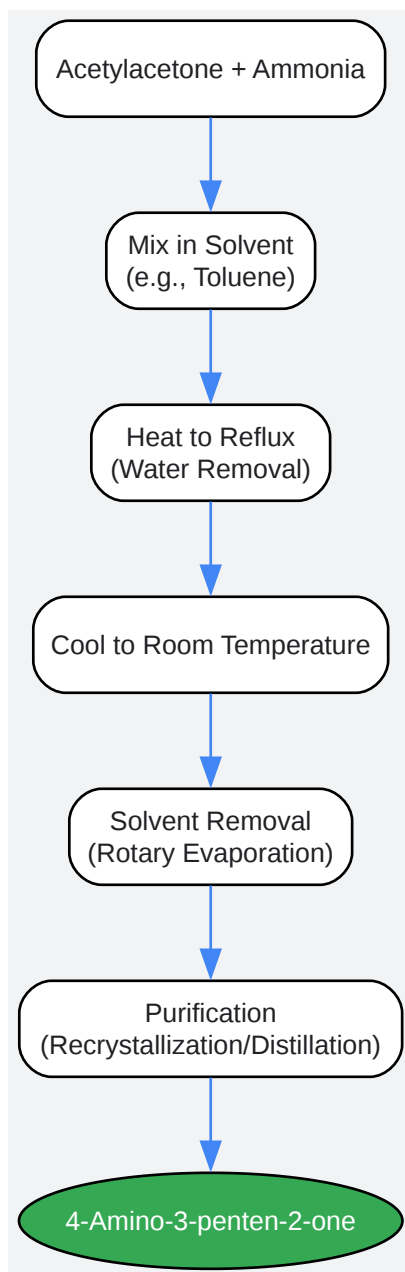 Acetylacetone + Ammonia
Mix in Solvent
(e.g., Toluene)
Heat to Reflux
(Water Removal)
Cool to Room Temperature
Solvent Removal
(Rotary Evaporation)
Purification
(Recrystallization/Distillation)
4-Amino-3-penten-2-one